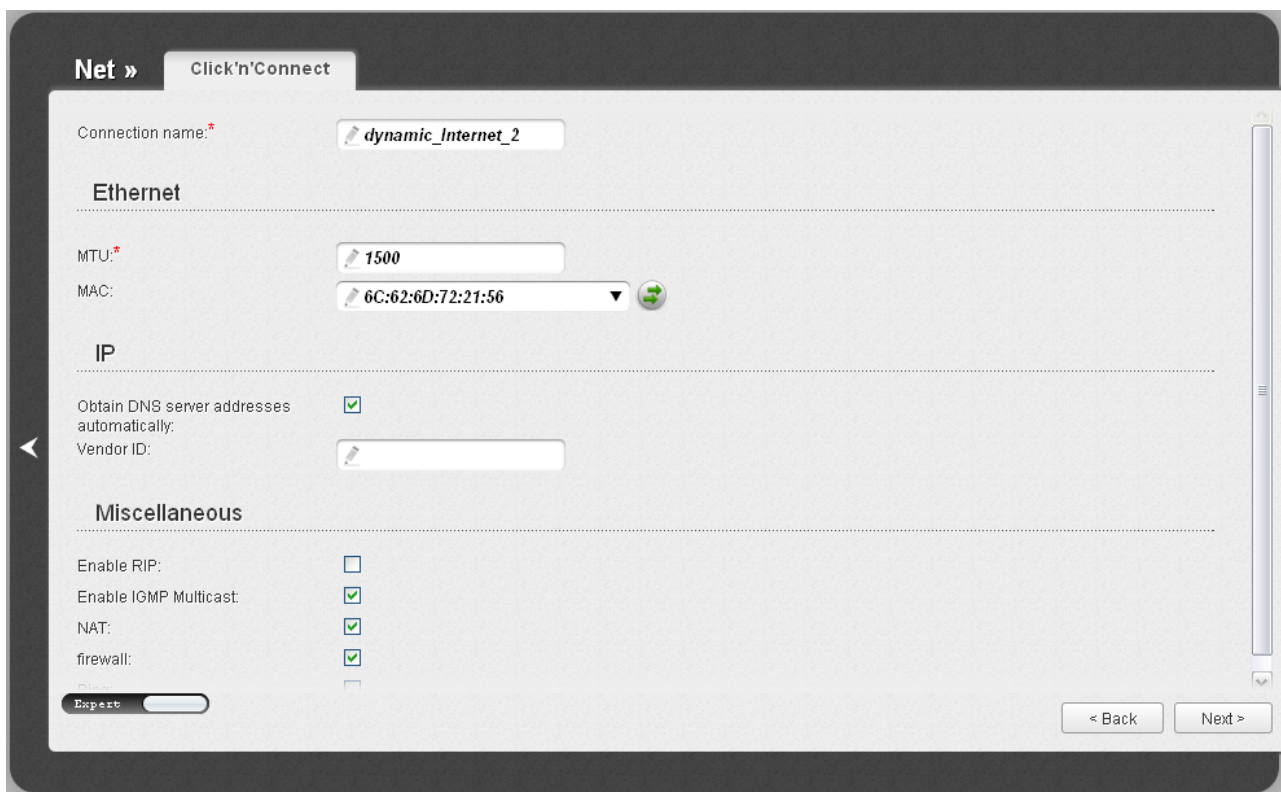 Net »
Click'n'Connect
Connection name:*
dynamic_Internet_2
Ethernet
MTU:*
1500
MAC:
6C:62:6D:72:21:56
IP
Obtain DNS server addresses
automatically:
Vendor ID:
Miscellaneous
Enable RIP:
Enable IGMP Multicast:
NAT:
firewall:
Ping:
Expert
< Back
Next >